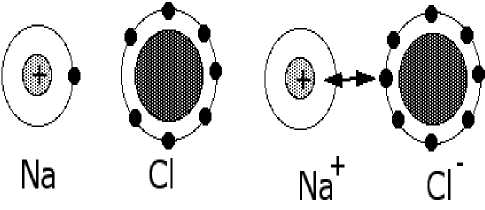 + +
Na Cl Na+ Cl-